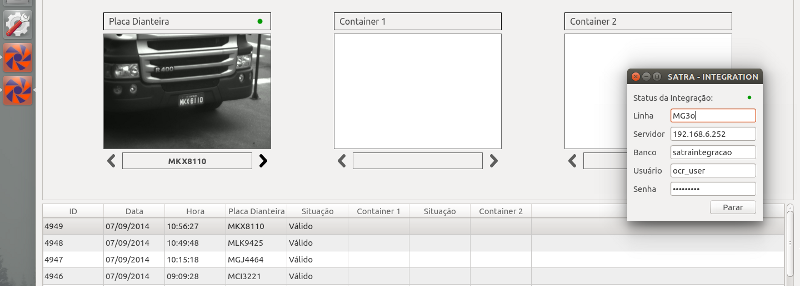 Placa Dianteira
Container 1
Container 2
R 400
MKX8110
MKX8110
SATRA - INTEGRATION
Status da Integração:
Linha MG3o
Servidor 192.168.6.252
Banco satraintegracao
Usuário ocr_user
Senha •••••••••
Parar
ID Data Hora Placa Dianteira Situação Container 1 Situação Container 2
4949 07/09/2014 10:56:27 MKX8110 Válido
4948 07/09/2014 10:49:48 MLK9425 Válido
4947 07/09/2014 10:15:18 MGJ4464 Válido
4946 07/09/2014 09:09:28 MCI3221 Válido